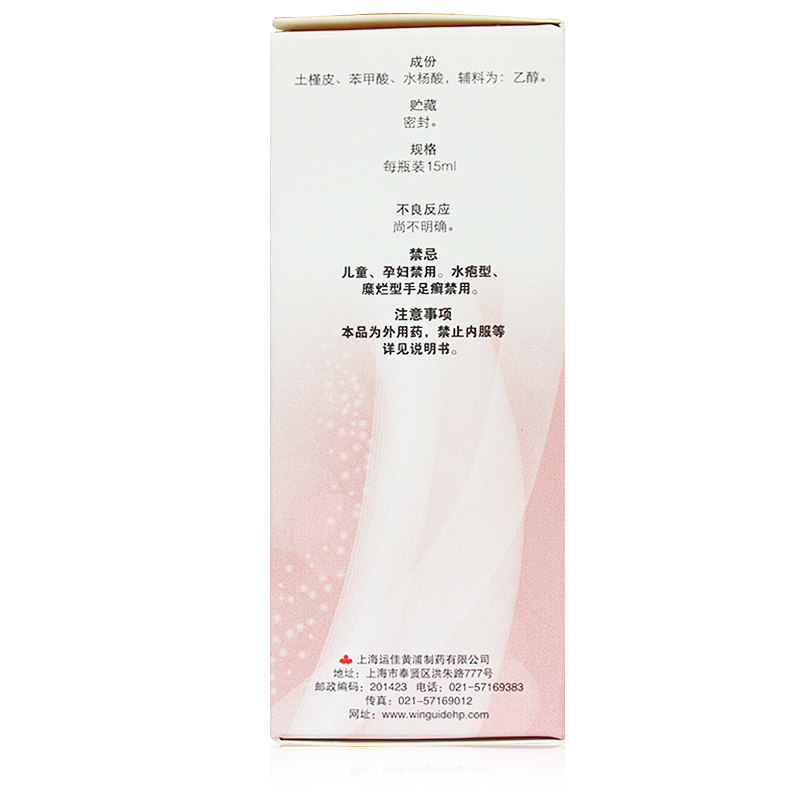 成份
土槿皮、苯甲酸、水杨酸，辅料为：乙醇。
贮藏
密封。
规格
每瓶装15ml
不良反应
尚不明确。
禁忌
儿童、孕妇禁用。水疱型、
糜烂型手足癣禁用。
注意事项
本品为外用药，禁止内服等
详见说明书。
上海运佳黄浦制药有限公司
地址：上海市奉贤区洪朱路777号
邮政编码：201423 电话：021-57169383
传真：021-57169012
网址：www.winguidehp.com